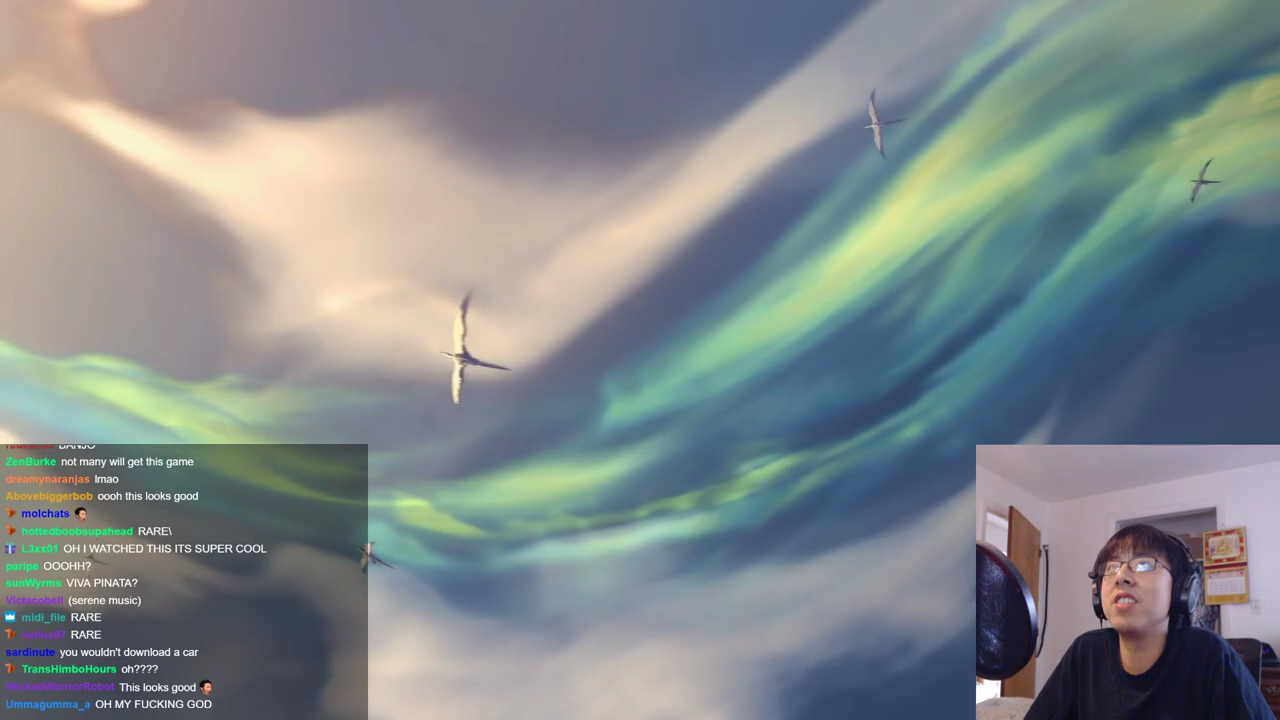 BANJO
ZenBurke not many will get this game
dreamynaranjas lmao
Abovebiggerbob oooh this looks good
molchats
hottedboobsupahead RARE\
L3xx01 OH I WATCHED THIS ITS SUPER COOL
paripe OOOHH?
sunWyrms VIVA PINATA?
Victacobell (serene music)
midi_file RARE
RARE
sardinute you wouldn't download a car
TransHImboHours oh????
This looks good
Ummagumma_a OH MY FUCKING GOD